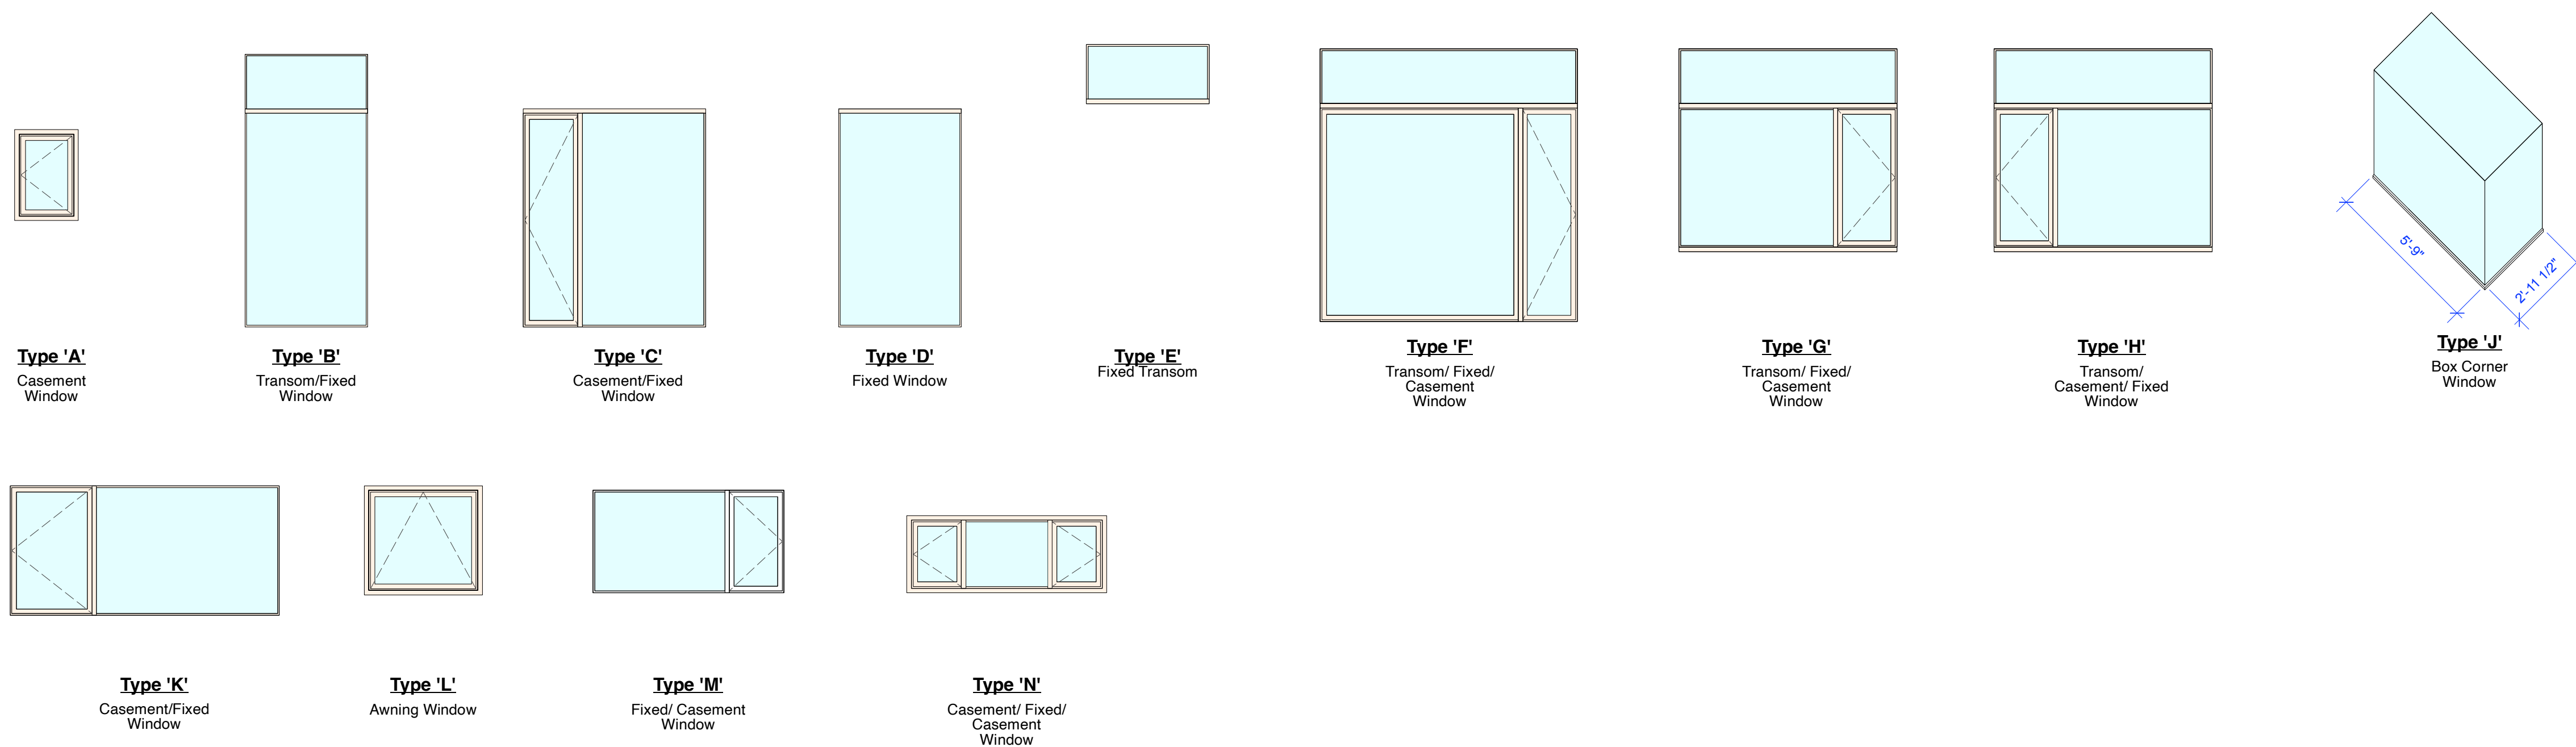 5'-9"
2'-11 1/2"
Type 'A'
Casement
Window
Type 'B'
Transom/Fixed
Window
Type 'C'
Casement/Fixed
Window
Type 'D'
Fixed Window
Type 'E'
Fixed Transom
Type 'F'
Transom/ Fixed/
Casement
Window
Type 'G'
Transom/ Fixed/
Casement
Window
Type 'H'
Transom/
Casement/ Fixed
Window
Type 'J'
Box Corner
Window
Type 'K'
Casement/Fixed
Window
Type 'L'
Awning Window
Type 'M'
Fixed/ Casement
Window
Type 'N'
Casement/ Fixed/
Casement
Window